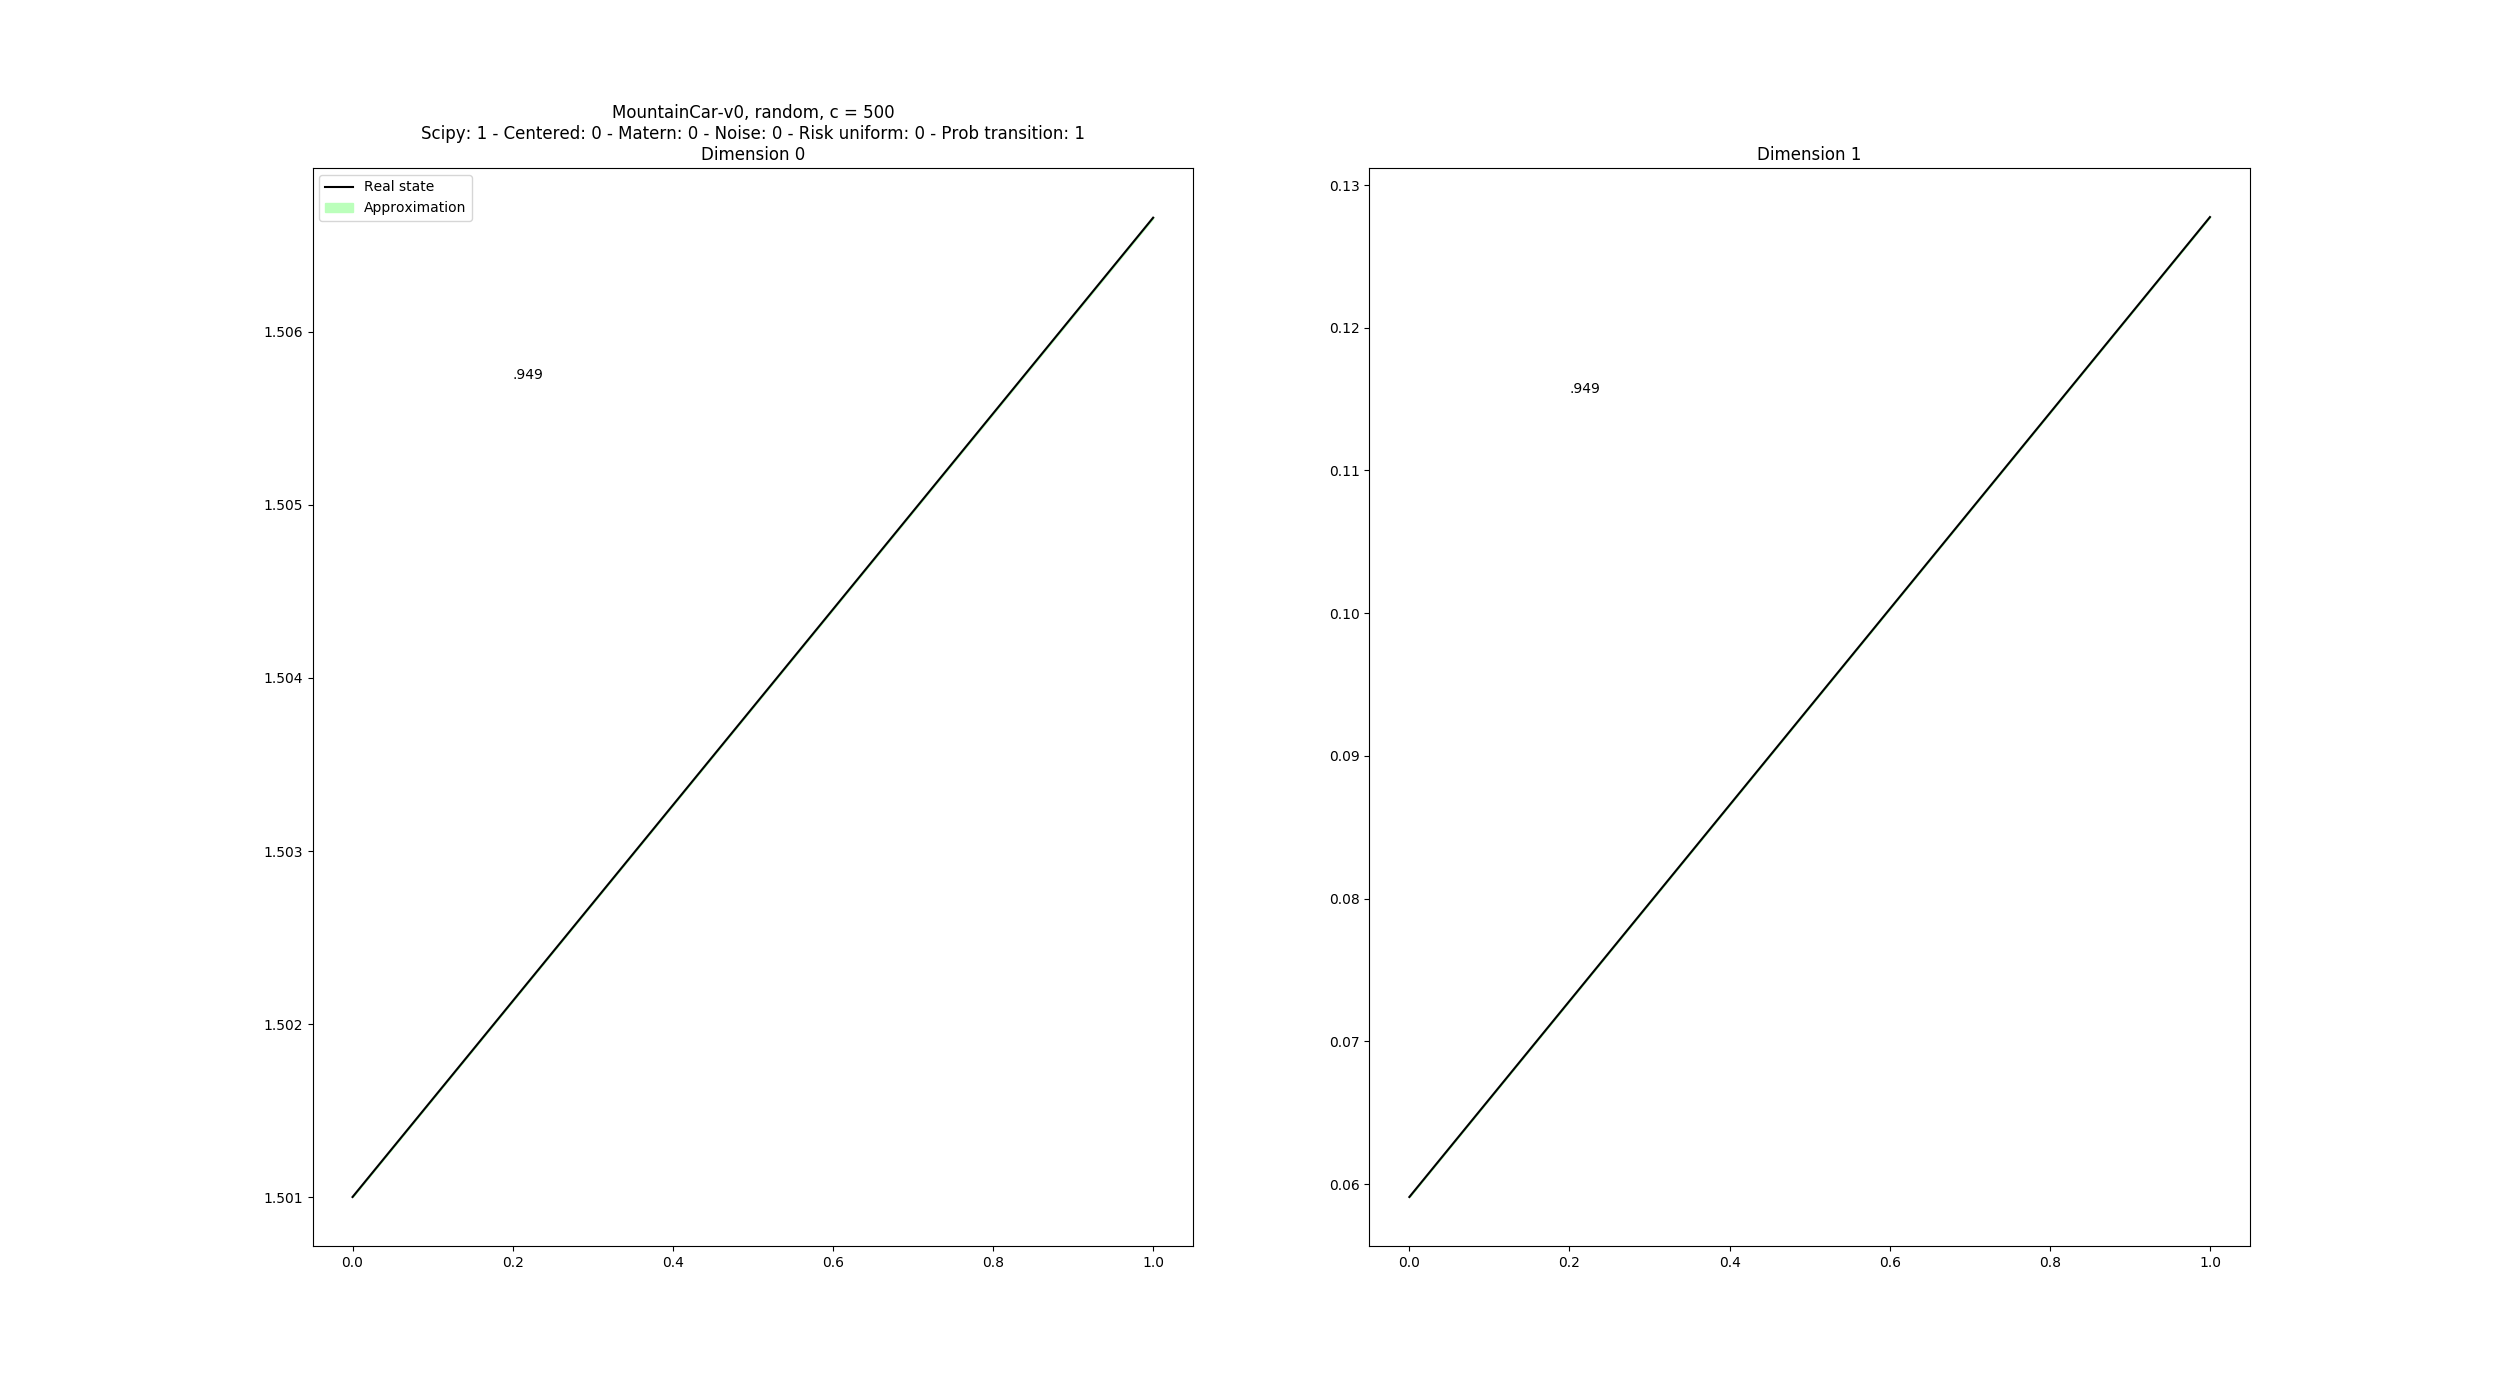 MountainCar-v0, random, c = 500
Scipy: 1 - Centered: 0 - Matern: 0 - Noise: 0 - Risk uniform: 0 - Prob transition: 1
Dimension 0
Real state
Approximation
1.506
.949
1.505
1.504
1.503
1.502
1.501
0.0 0.2 0.4 0.6 0.8 1.0
Dimension 1
0.13
0.12
.949
0.11
0.10
0.09
0.08
0.07
0.06
0.0 0.2 0.4 0.6 0.8 1.0